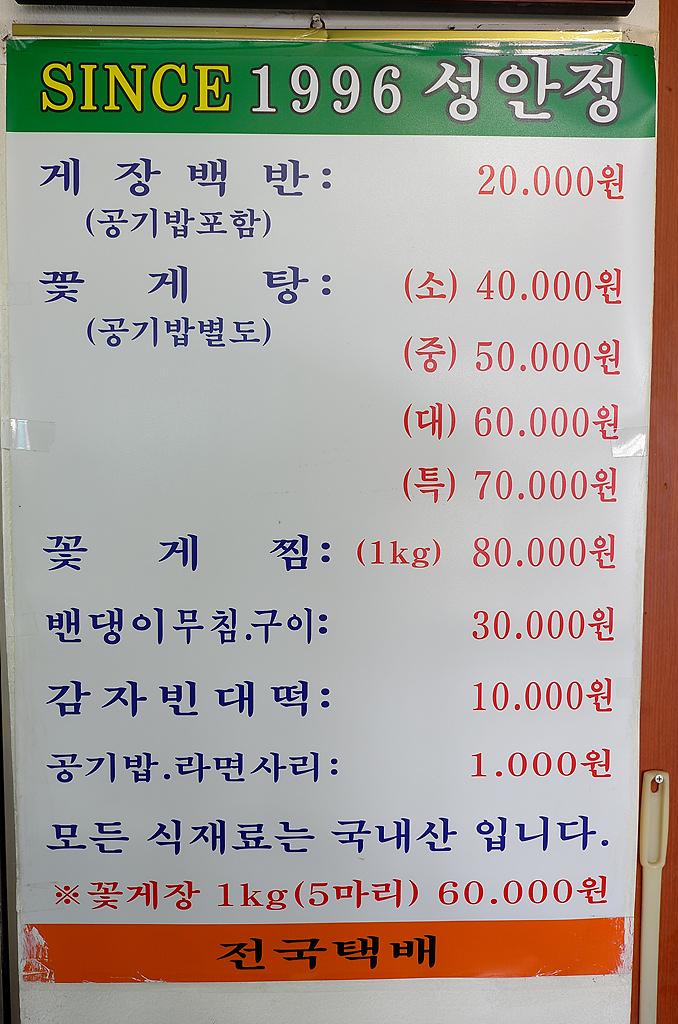 SINCE 1996 성안정
게 장 백 반: 20.000원
(공기밥포함)
꽃 게 탕: (소) 40.000원
(공기밥별도)
(중) 50.000원
(대) 60.000원
(특) 70.000원
꽃 게 찜: (1kg) 80.000원
밴댕이무침.구이: 30.000원
감자빈대떡: 10.000원
공기밥.라면사리: 1.000원
모든 식재료는 국내산 입니다.
※꽃게장 1kg(5마리) 60.000원
전국택배